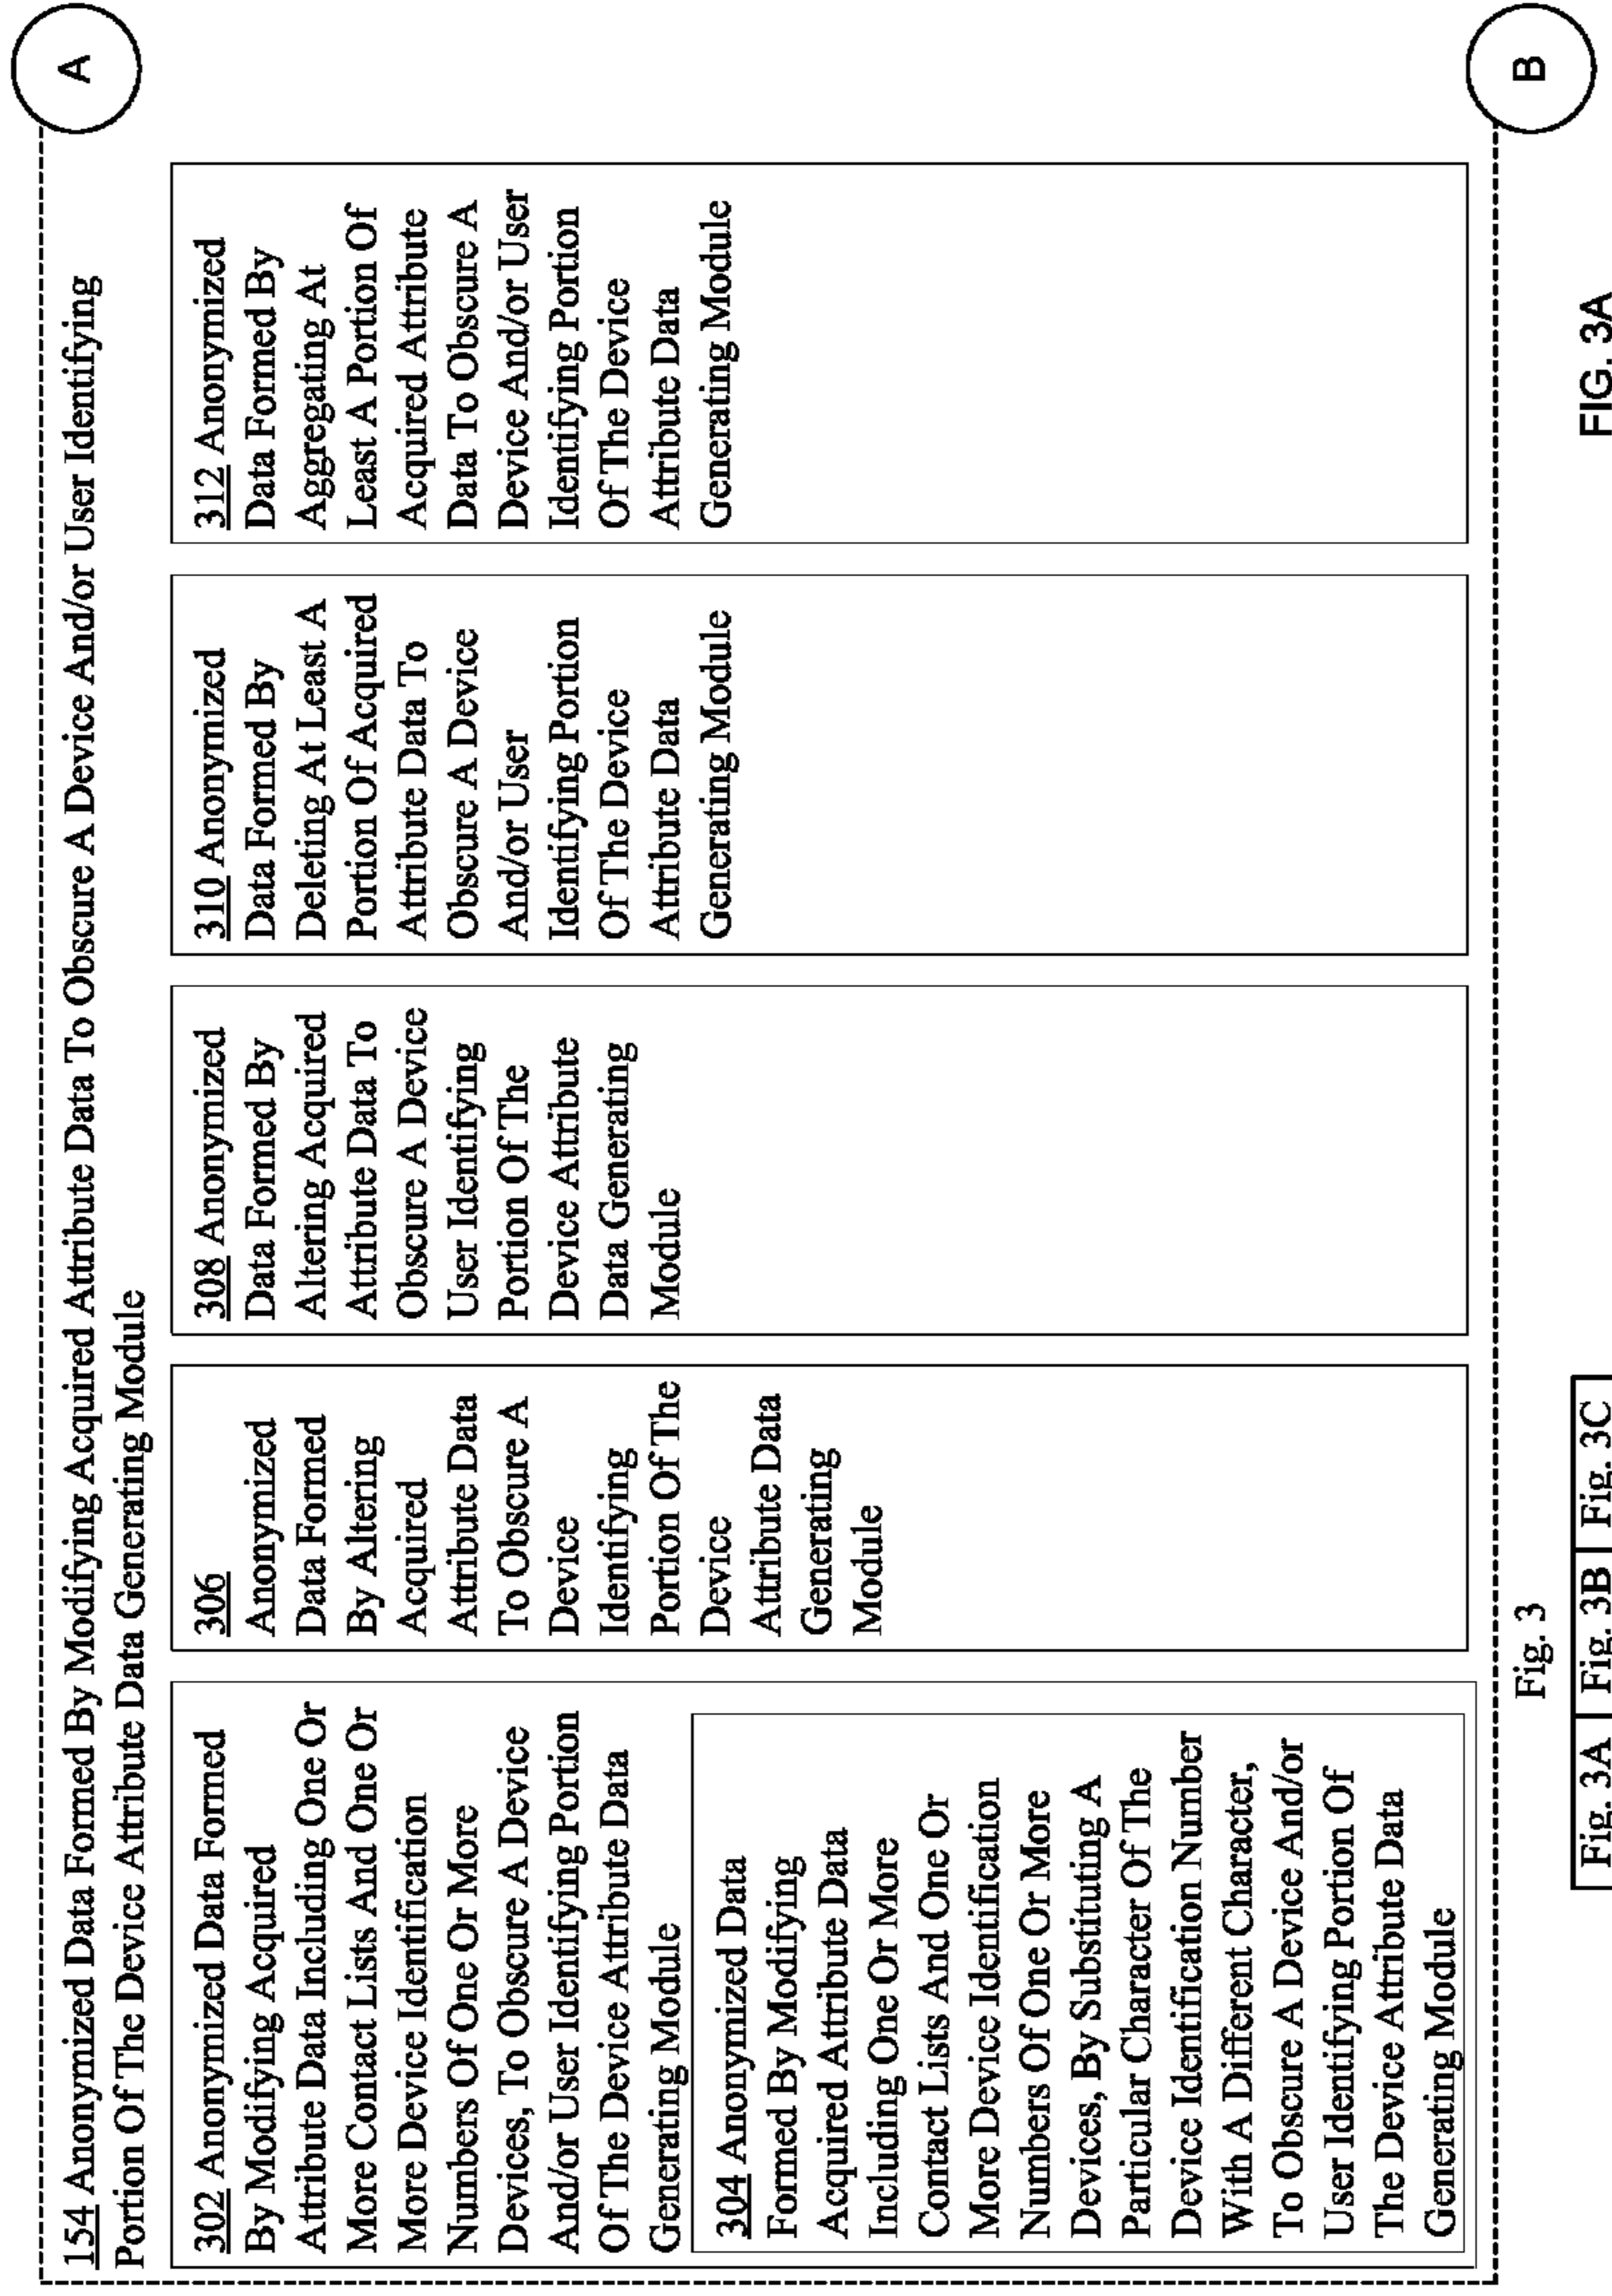 154 Anonymized Data Formed By Modifying Acquired Attribute Data To Obscure A Device And/or User Identifying
Portion Of The Device Attribute Data Generating Module
302 Anonymized Data Formed
By Modifying Acquired
Attribute Data Including One Or
More Contact Lists And One Or
More Device Identification
Numbers Of One Or More
Devices, To Obscure A Device
And/or User Identifying Portion
Of The Device Attribute Data
Generating Module
304 Anonymized Data
Formed By Modifying
Acquired Attribute Data
Including One Or More
Contact Lists And One Or
More Device Identification
Numbers Of One Or More
Devices, By Substituting A
Particular Character Of The
Device Identification Number
With A Different Character,
To Obscure A Device And/or
User Identifying Portion Of
The Device Attribute Data
Generating Module
306
Anonymized
Data Formed
By Altering
Acquired
Attribute Data
To Obscure A
Device
Identifying
Portion Of The
Device
Attribute Data
Generating
Module
308 Anonymized
Data Formed By
Altering Acquired
Attribute Data To
Obscure A Device
User Identifying
Portion Of The
Device Attribute
Data Generating
Module
310 Anonymized
Data Formed By
Deleting At Least A
Portion Of Acquired
Attribute Data To
Obscure A Device
And/or User
Identifying Portion
Of The Device
Attribute Data
Generating Module
312 Anonymized
Data Formed By
Aggregating At
Least A Portion Of
Acquired Attribute
Data To Obscure A
Device And/or User
Identifying Portion
Of The Device
Attribute Data
Generating Module
A
B
Fig. 3
Fig. 3A Fig. 3B Fig. 3C
FIG. 3A